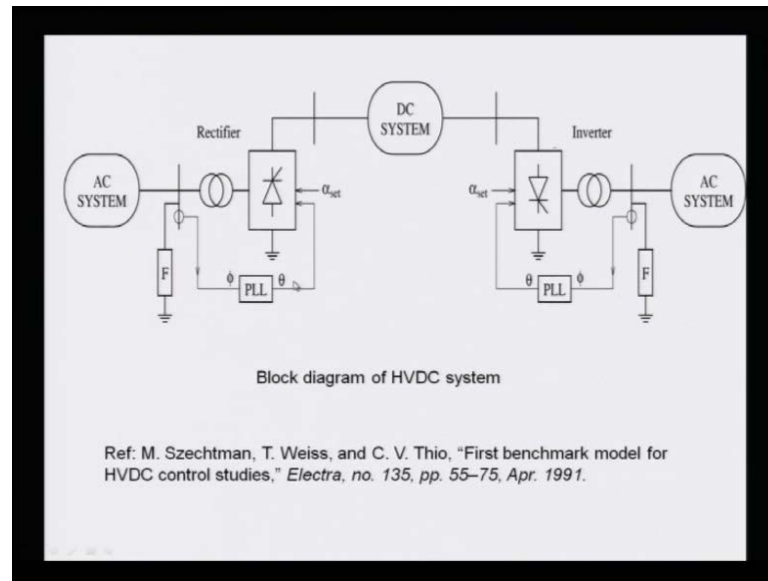 DC
SYSTEM
Rectifier
Inverter
AC
SYSTEM
α_set
α_set
AC
SYSTEM
F
ϕ
PLL
θ
θ
PLL
ϕ
F
Block diagram of HVDC system
Ref: M. Szechtman, T. Weiss, and C. V. Thio, “First benchmark model for
HVDC control studies,” Electra, no. 135, pp. 55–75, Apr. 1991.